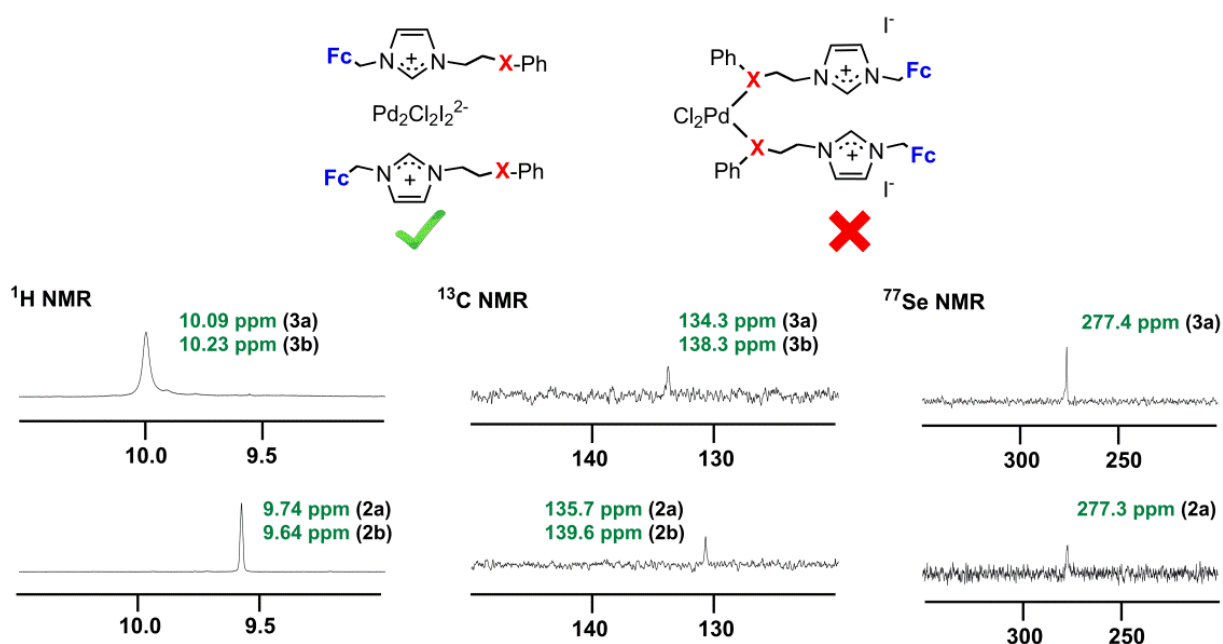 Fc N + N X-Ph
Pd₂Cl₂I₂²⁻
Fc N + N X-Ph
I⁻
Ph X N + N Fc
Cl₂Pd
Ph X N + N Fc
I⁻
¹H NMR
10.09 ppm (3a)
10.23 ppm (3b)
10.0 9.5
9.74 ppm (2a)
9.64 ppm (2b)
10.0 9.5
¹³C NMR
134.3 ppm (3a)
138.3 ppm (3b)
140 130
135.7 ppm (2a)
139.6 ppm (2b)
140 130
⁷⁷Se NMR
277.4 ppm (3a)
300 250
277.3 ppm (2a)
300 250